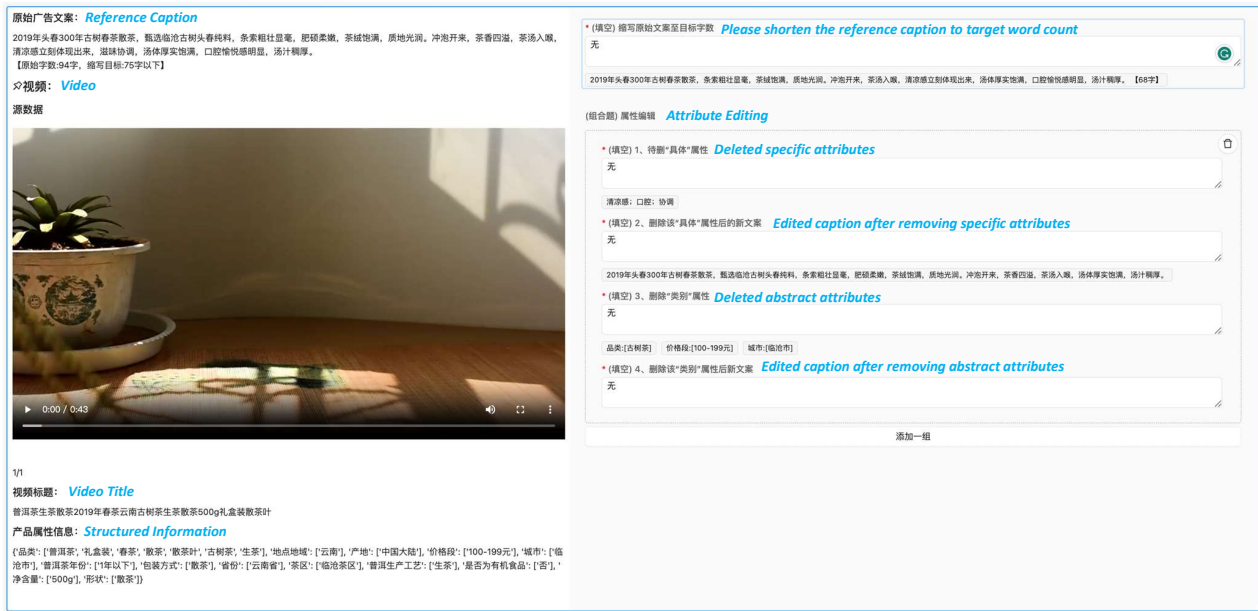 原始广告文案： Reference Caption
2019年头春300年古树春茶散茶，甄选临沧古树头春纯料，条索粗壮显毫，肥硕柔嫩，茶绒饱满，质地光润。冲泡开来，茶香四溢，茶汤入喉，
清凉感立刻体现出来，滋味协调，汤体厚实饱满，口腔愉悦感明显，汤汁稠厚。
【原始字数:94字，缩写目标:75字以下】
视频： Video
源数据
0:00 / 0:43
1/1
视频标题： Video Title
普洱茶生茶散茶2019年春茶云南古树茶生茶散茶500g礼盒装散茶叶
产品属性信息： Structured Information
{'品类': ['普洱茶', '礼盒装', '春茶', '散茶', '散茶叶', '古树茶', '生茶'], '地点地域': ['云南'], '产地': ['中国大陆'], '价格段': ['100-199元'], '城市': ['临
沧市'], '普洱茶年份': ['1年以下'], '包装方式': ['散茶'], '省份': ['云南省'], '茶区': ['临沧茶区'], '普洱生产工艺': ['生茶'], '是否为有机食品': ['否'], '
净含量': ['500g'], '形状': ['散茶']}
* (填空) 缩写原始文案至目标字数 Please shorten the reference caption to target word count
无
2019年头春300年古树春茶散茶，条索粗壮显毫，茶绒饱满，质地光润。冲泡开来，茶汤入喉，清凉感立刻体现出来，汤体厚实饱满，口腔愉悦感明显，汤汁稠厚。 【68字】
(组合题) 属性编辑 Attribute Editing
* (填空) 1、待删“具体”属性 Deleted specific attributes
无
清凉感；口腔；协调
* (填空) 2、删除该“具体”属性后的新文案 Edited caption after removing specific attributes
无
2019年头春300年古树春茶散茶，甄选临沧古树头春纯料，条索粗壮显毫，肥硕柔嫩，茶绒饱满，质地光润。冲泡开来，茶香四溢，茶汤入喉，汤体厚实饱满，汤汁稠厚。
* (填空) 3、删除“类别”属性 Deleted abstract attributes
无
品类:[古树茶] 价格段:[100-199元] 城市:[临沧市]
* (填空) 4、删除该“类别”属性后新文案 Edited caption after removing abstract attributes
无
添加一组